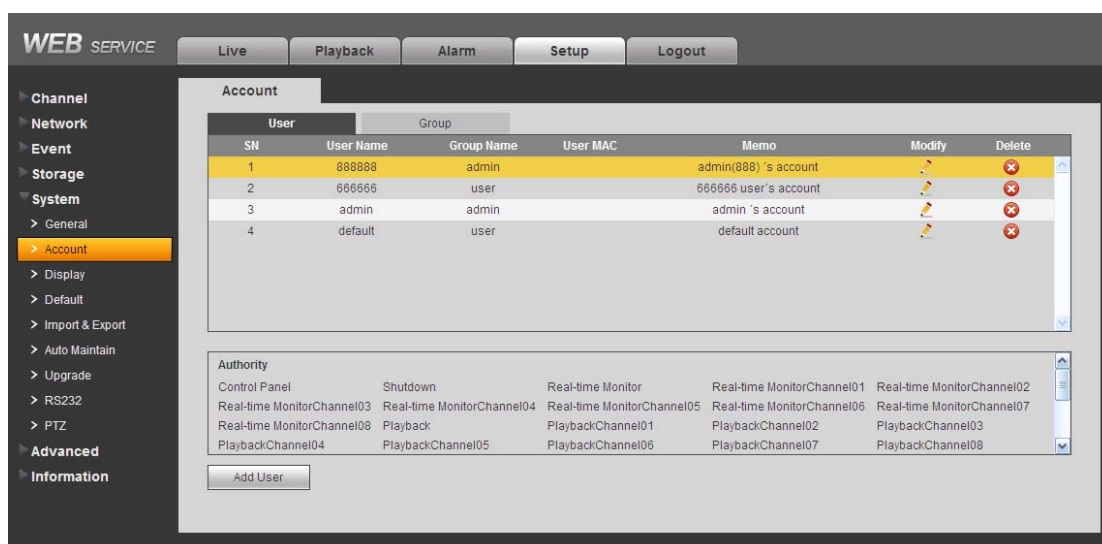 WEB SERVICE
Live Playback Alarm Setup Logout
Channel
Network
Event
Storage
System
> General
> Account
> Display
> Default
> Import & Export
> Auto Maintain
> Upgrade
> RS232
> PTZ
Advanced
Information
Account
User Group
SN User Name Group Name User MAC Memo Modify Delete
1 888888 admin admin(888) ´s account
2 666666 user 666666 user´s account
3 admin admin admin ´s account
4 default user default account
Authority
Control Panel Shutdown Real-time Monitor Real-time MonitorChannel01 Real-time MonitorChannel02
Real-time MonitorChannel03 Real-time MonitorChannel04 Real-time MonitorChannel05 Real-time MonitorChannel06 Real-time MonitorChannel07
Real-time MonitorChannel08 Playback PlaybackChannel01 PlaybackChannel02 PlaybackChannel03
PlaybackChannel04 PlaybackChannel05 PlaybackChannel06 PlaybackChannel07 PlaybackChannel08
Add User